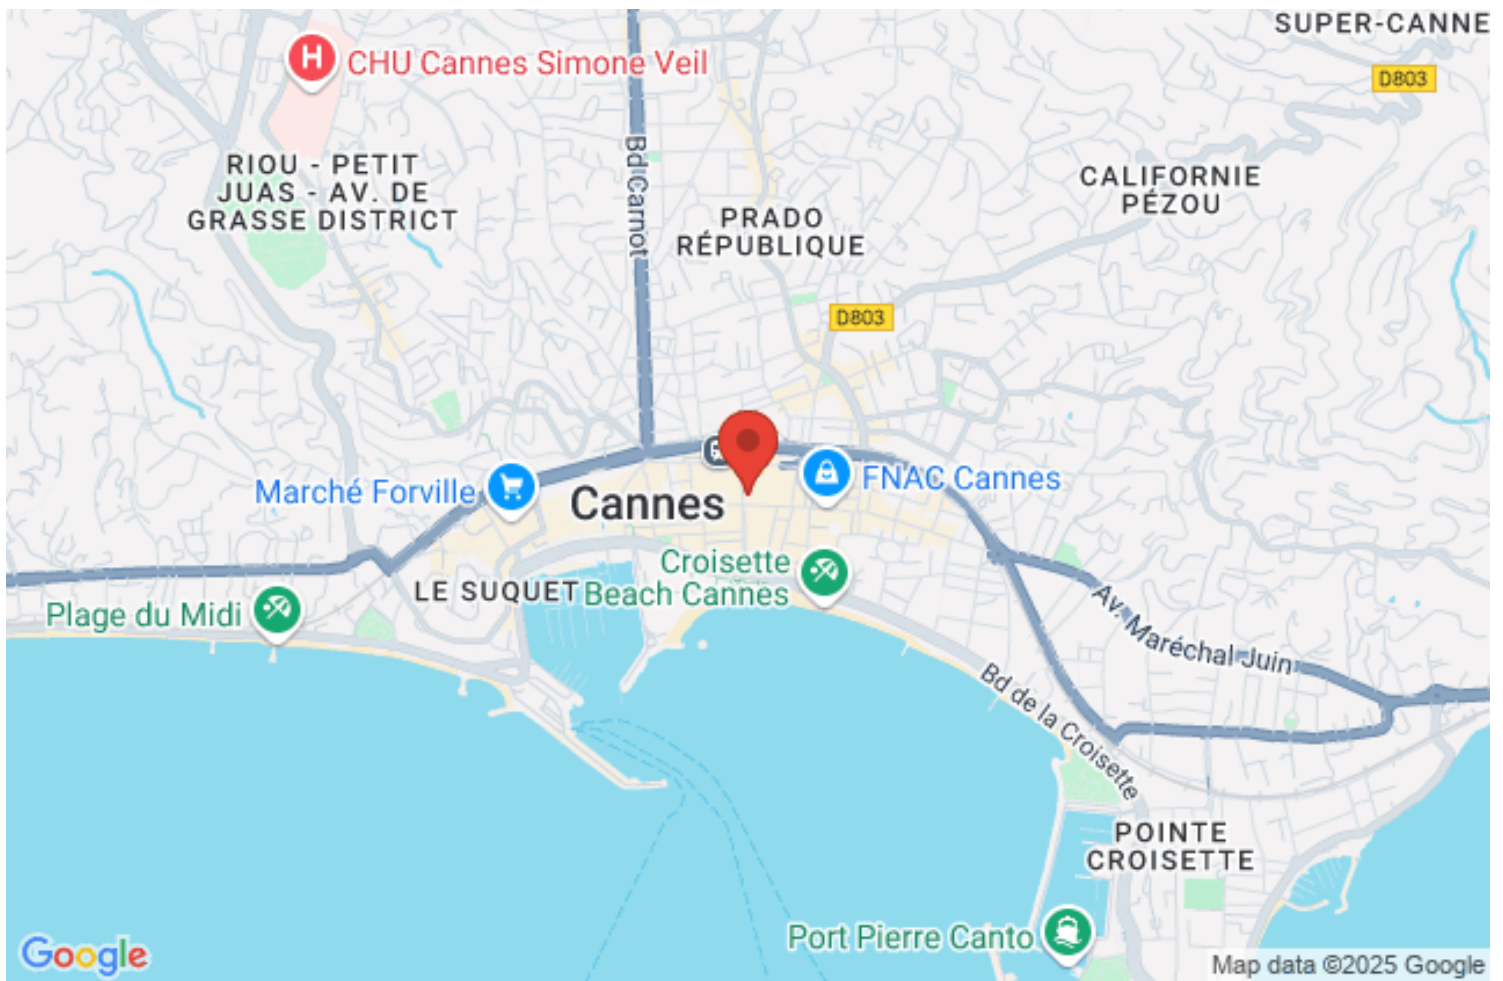 SUPER-CANNE
CHU Cannes Simone Veil
D803
Bd Carnot
RIOU - PETIT
JUAS - AV. DE
GRASSE DISTRICT
CALIFORNIE
PÉZOU
PRADO
RÉPUBLIQUE
D803
Marché Forville
Cannes
FNAC Cannes
Croisette
Beach Cannes
LE SUQUET
Plage du Midi
Av. Maréchal Juin
Bd de la Croisette
POINTE
CROISETTE
Port Pierre Canto
Google
Map data ©2025 Google